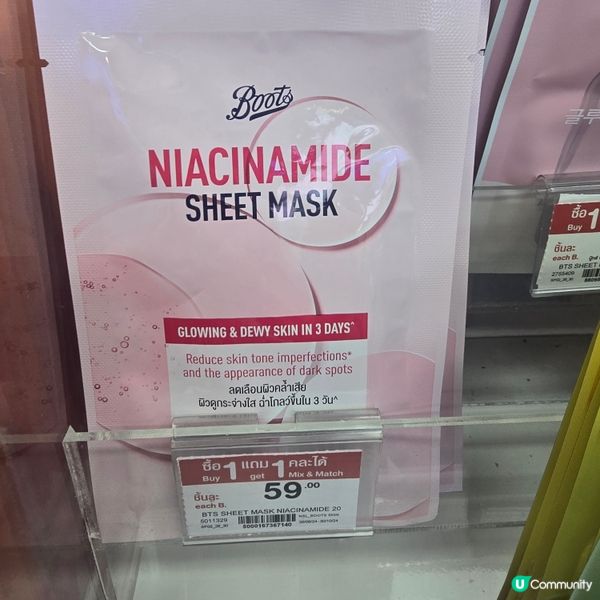 Boots
NIACINAMIDE
SHEET MASK
GLOWING & DEWY SKIN IN 3 DAYS^
Reduce skin tone imperfections*
and the appearance of dark spots
ลดเลือนผิวคล้ำเสีย
ผิวดูกระจ่างใส ฉ่ำโกลว์ขึ้นใน 3 วัน^
ซื้อ 1 แถม 1 คละได้
Buy get Mix & Match
ชิ้นละ
each B.
59.00
BTS SHEET MASK NIACINAMIDE 20
5011329
5000167367140
ซื้อ 1
Buy
ชิ้นละ
each B.
BTS SHEET
2755409
글루
U Community